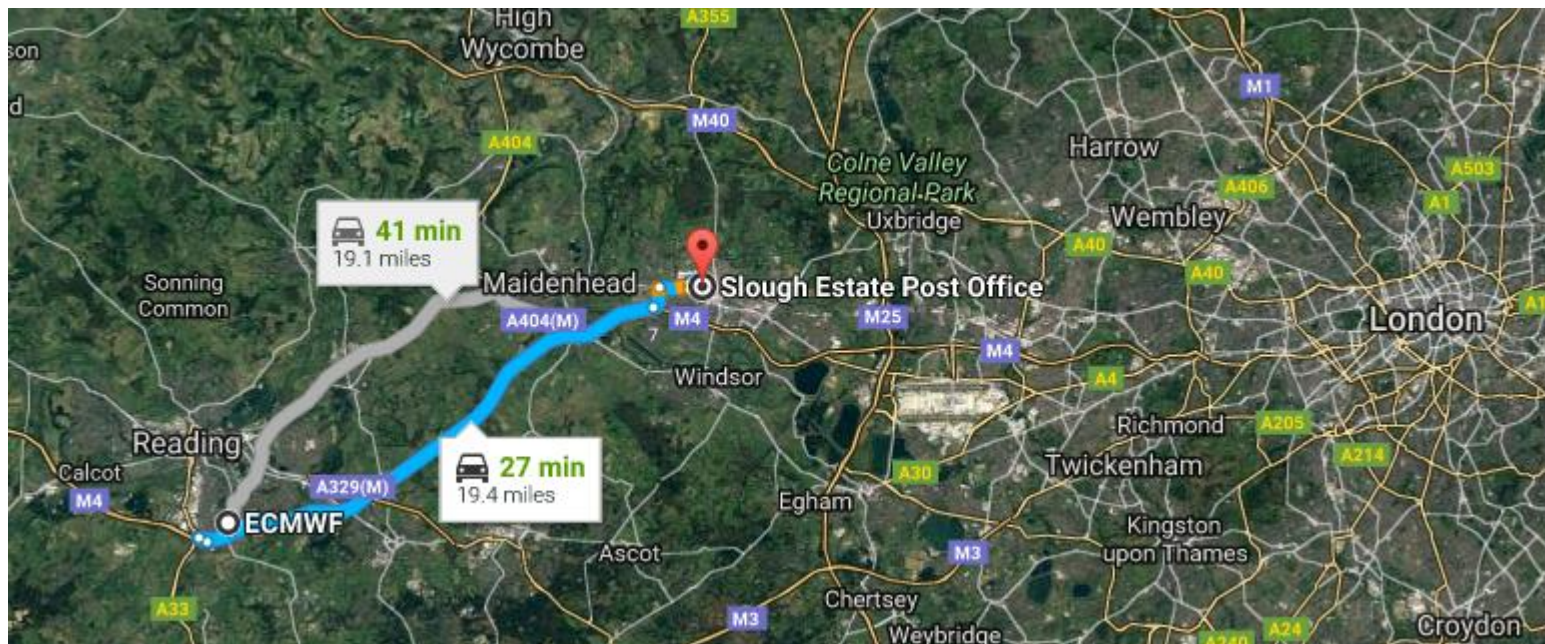 High
Wycombe
A355
son
M1
d
M40
A404
Harrow
Colne Valley
Regional Park
A503
A406
Uxbridge
Wembley
A1
41 min
19.1 miles
A40
A40
Sonning
Common
Maidenhead
Slough Estate Post Office
A1
A404(M)
M4
M25
London
7
M4
Windsor
A4
Richmond
A205
Reading
A214
27 min
19.4 miles
Calcot
A30
Twickenham
A329(M)
M4
Egham
ECMWF
Kingston
upon Thames
Ascot
M3
Chertsey
A33
M3
Weybridge
A240
A24
Croydon